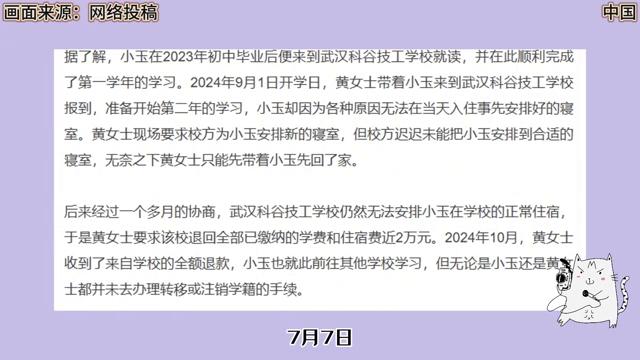 画面来源：网络投稿
中国
据了解，小玉在2023年初中毕业后便来到武汉科谷技工学校就读，并在此顺利完成
了第一学年的学习。2024年9月1日开学日，黄女士带着小玉来到武汉科谷技工学校
报到，准备开始第二年的学习，小玉却因为各种原因无法在当天入住事先安排好的寝
室。黄女士现场要求校方为小玉安排新的寝室，但校方迟迟未能把小玉安排到合适的
寝室，无奈之下黄女士只能先带着小玉先回了家。
后来经过一个多月的协商，武汉科谷技工学校仍然无法安排小玉在学校的正常住宿，
于是黄女士要求该校退回全部已缴纳的学费和住宿费近2万元。2024年10月，黄女士
收到了来自学校的全额退款，小玉也就此前往其他学校学习，但无论是小玉还是黄
士都并未去办理转移或注销学籍的手续。
7月7日